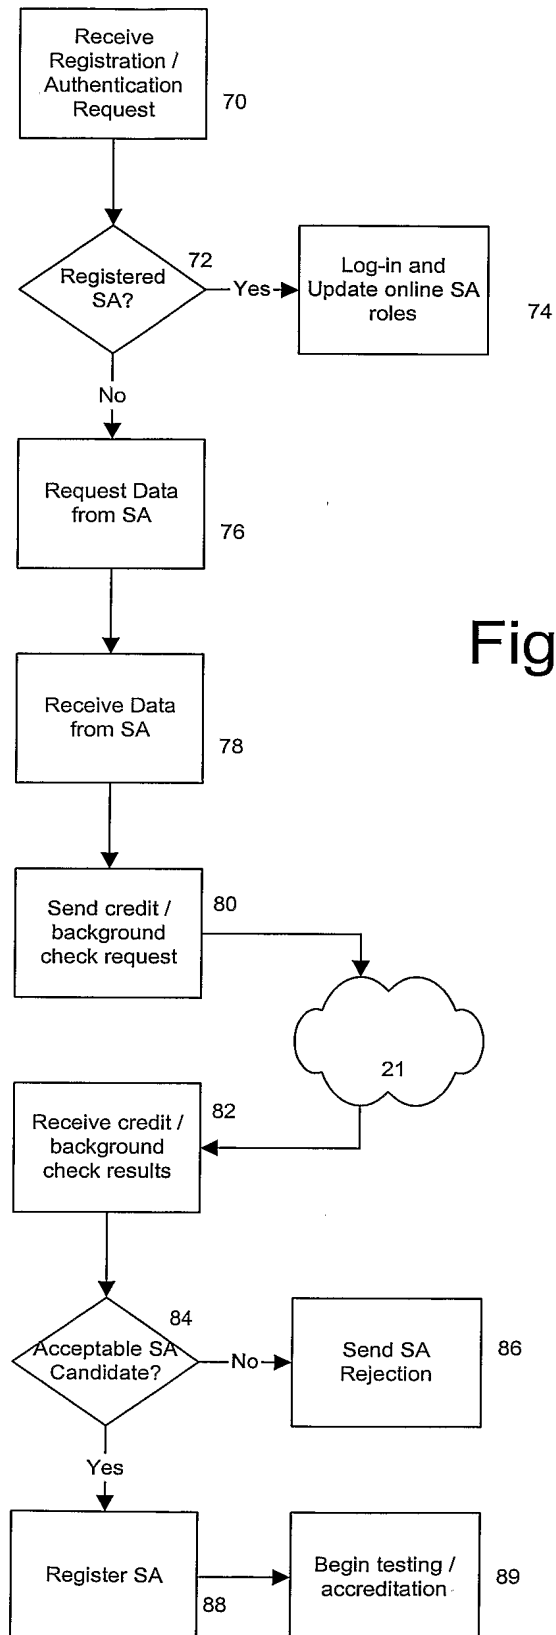 Receive
Registration /
Authentication
Request
70
72
Registered
SA?
Yes
Log-in and
Update online SA
roles
74
No
Request Data
from SA
76
Fig
Receive Data
from SA
78
Send credit /
background
check request
80
21
Receive credit /
background
check results
82
84
Acceptable SA
Candidate?
No
Send SA
Rejection
86
Yes
Register SA
88
Begin testing /
accreditation
89